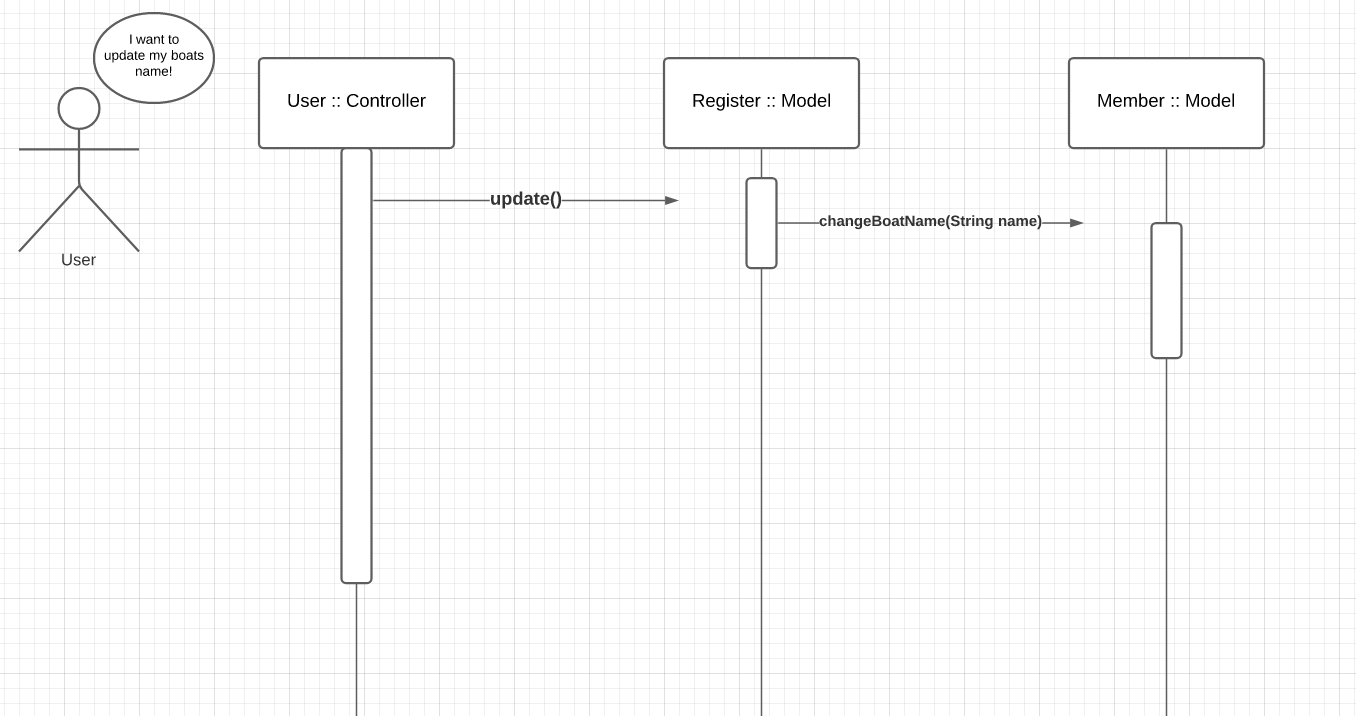 I want to
update my boats
name!
User :: Controller
Register :: Model
Member :: Model
update()
changeBoatName(String name)
User